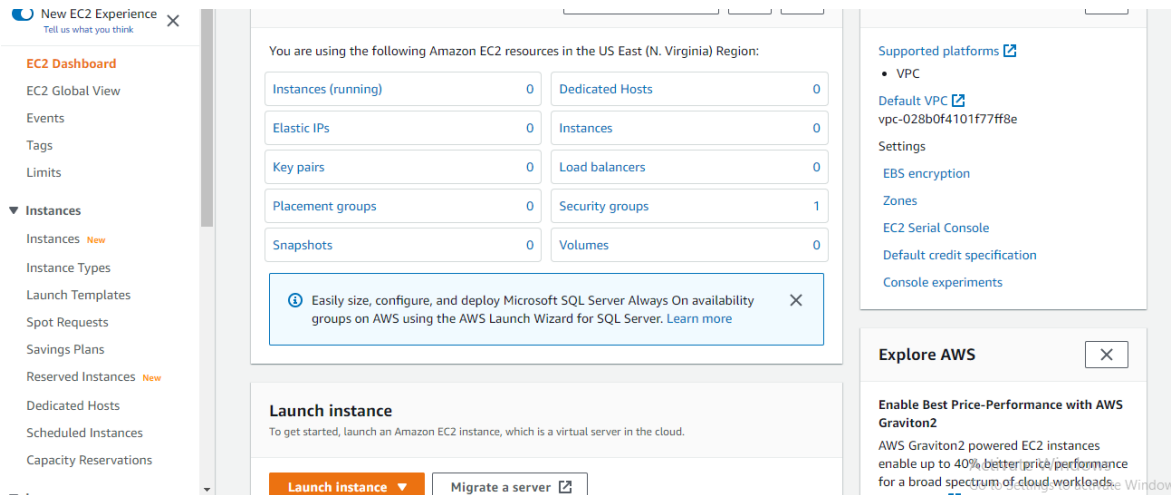 New EC2 Experience
Tell us what you think
EC2 Dashboard
EC2 Global View
Events
Tags
Limits
Instances
Instances New
Instance Types
Launch Templates
Spot Requests
Savings Plans
Reserved Instances New
Dedicated Hosts
Scheduled Instances
Capacity Reservations
You are using the following Amazon EC2 resources in the US East (N. Virginia) Region:
Instances (running) 0
Dedicated Hosts 0
Elastic IPs 0
Instances 0
Key pairs 0
Load balancers 0
Placement groups 0
Security groups 1
Snapshots 0
Volumes 0
Easily size, configure, and deploy Microsoft SQL Server Always On availability
groups on AWS using the AWS Launch Wizard for SQL Server. Learn more
Launch instance
To get started, launch an Amazon EC2 instance, which is a virtual server in the cloud.
Launch instance
Migrate a server
Supported platforms
• VPC
Default VPC
vpc-028b0f4101f77ff8e
Settings
EBS encryption
Zones
EC2 Serial Console
Default credit specification
Console experiments
Explore AWS
Enable Best Price-Performance with AWS
Graviton2
AWS Graviton2 powered EC2 instances
enable up to 40% better price performance
for a broad spectrum of cloud workloads.
Activate Windows
Go to Settings to activate Window